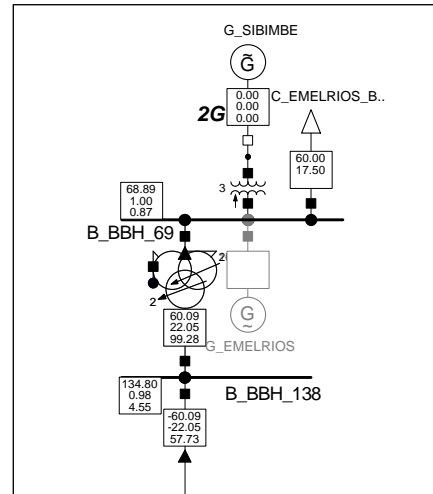 G_SIBIMBE
G̃
2G
0.00
0.00
0.00
C_EMELRIOS_B..
60.00
17.50
3
68.89
1.00
0.87
B_BBH_69
2
60.09
22.05
99.28
G
~
G_EMELRIOS
134.80
0.98
4.55
B_BBH_138
-60.09
-22.05
57.73